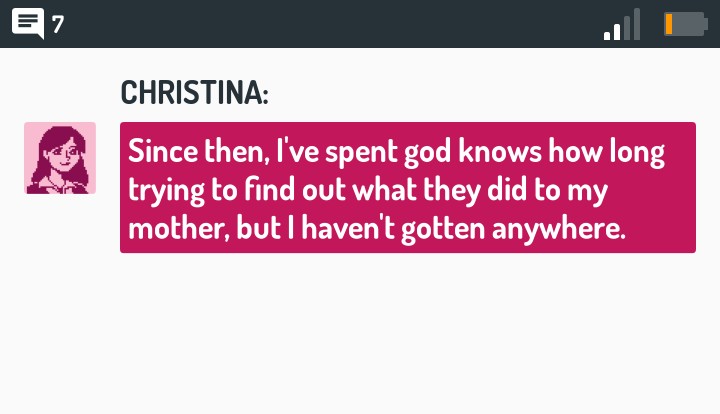 7
CHRISTINA:
Since then, I've spent god knows how long
trying to find out what they did to my
mother, but I haven't gotten anywhere.